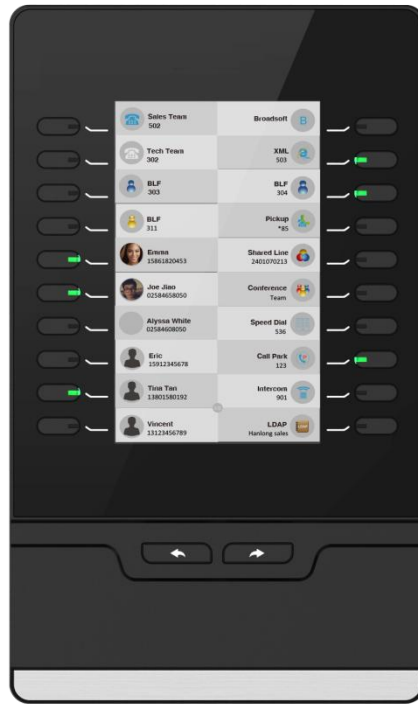 Sales Team
502
Tech Team
302
BLF
303
BLF
311
Emma
15861820453
Joe Jiao
02584658050
Alyssa White
02584608050
Eric
15912345678
Tina Tan
13801580192
Vincent
13123456789
Broadsoft
B
XML
503
BLF
304
Pickup
*85
Shared Line
2401070213
Conference
Team
Speed Dial
536
Call Park
123
Intercom
901
LDAP
Hanlong sales